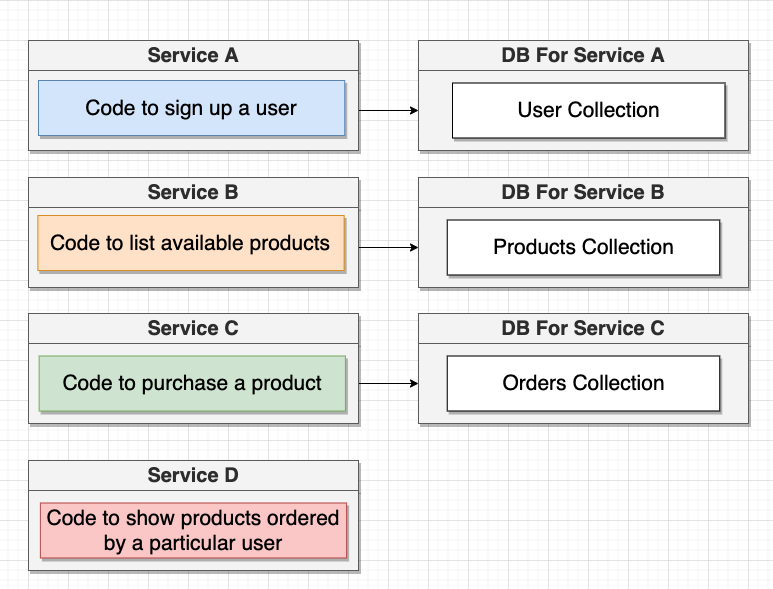 Service A
Code to sign up a user
DB For Service A
User Collection
Service B
Code to list available products
DB For Service B
Products Collection
Service C
Code to purchase a product
DB For Service C
Orders Collection
Service D
Code to show products ordered
by a particular user